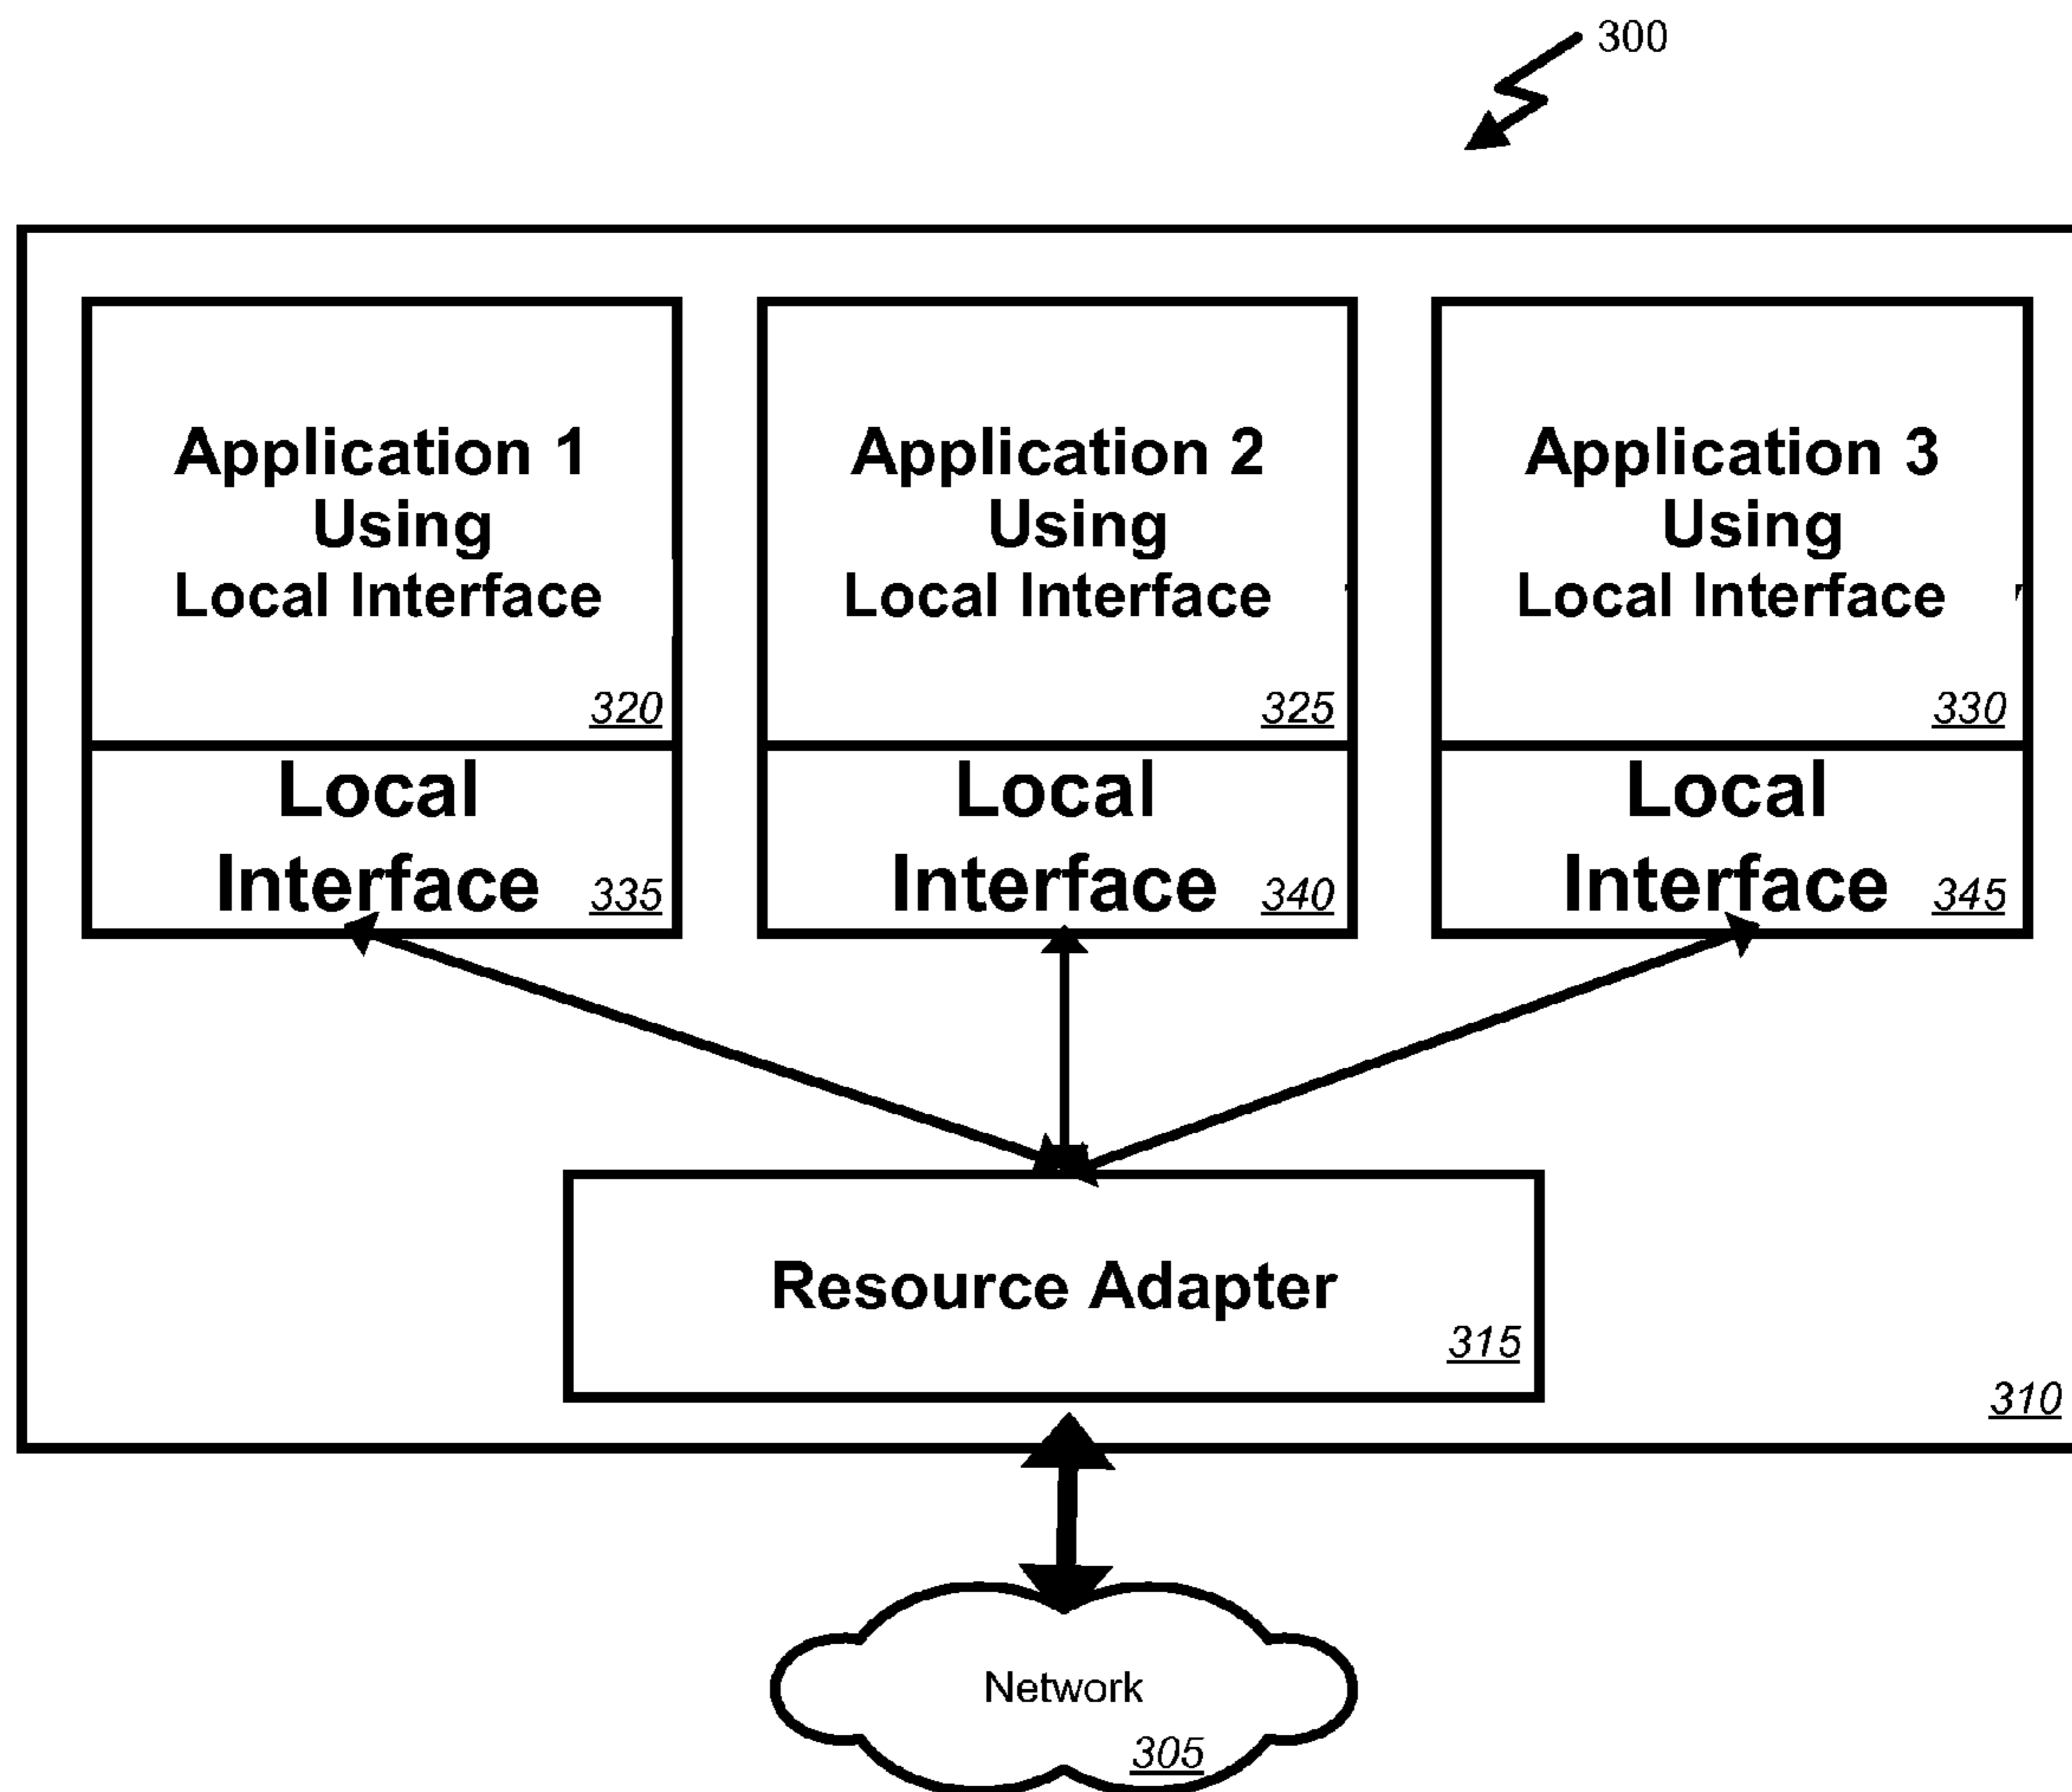 300
Application 1
Using
Local Interface
320
Application 2
Using
Local Interface
325
Application 3
Using
Local Interface
330
Local
Interface
335
Local
Interface
340
Local
Interface
345
Resource Adapter
315
310
Network
305